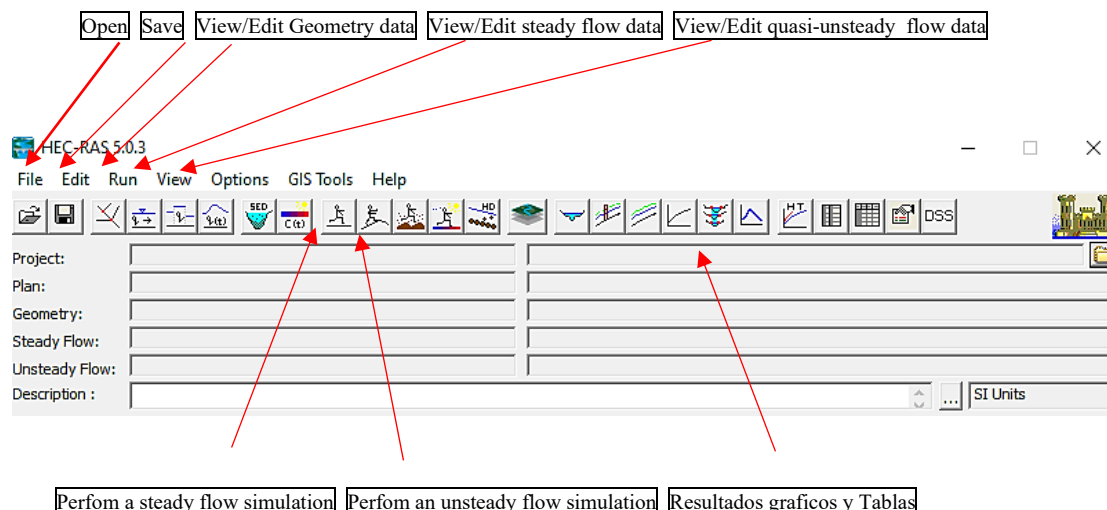 Open Save View/Edit Geometry data View/Edit steady flow data View/Edit quasi-unsteady flow data
HEC-RAS 5.0.3
File Edit Run View Options GIS Tools Help
SED C(t) HD HT DSS
Project:
Plan:
Geometry:
Steady Flow:
Unsteady Flow:
Description : ... SI Units
Perfom a steady flow simulation Perfom an unsteady flow simulation Resultados graficos y Tablas